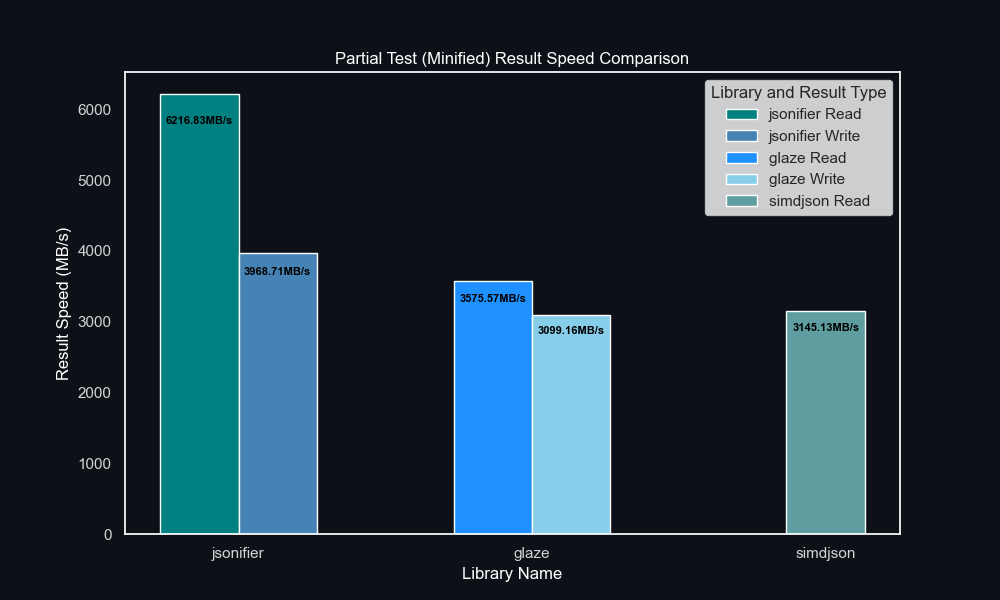 Partial Test (Minified) Result Speed Comparison
Library and Result Type
jsonifier Read
jsonifier Write
glaze Read
glaze Write
simdjson Read
Result Speed (MB/s)
6000
5000
4000
3000
2000
1000
0
6216.83MB/s
3968.71MB/s
3575.57MB/s
3099.16MB/s
3145.13MB/s
jsonifier
glaze
simdjson
Library Name